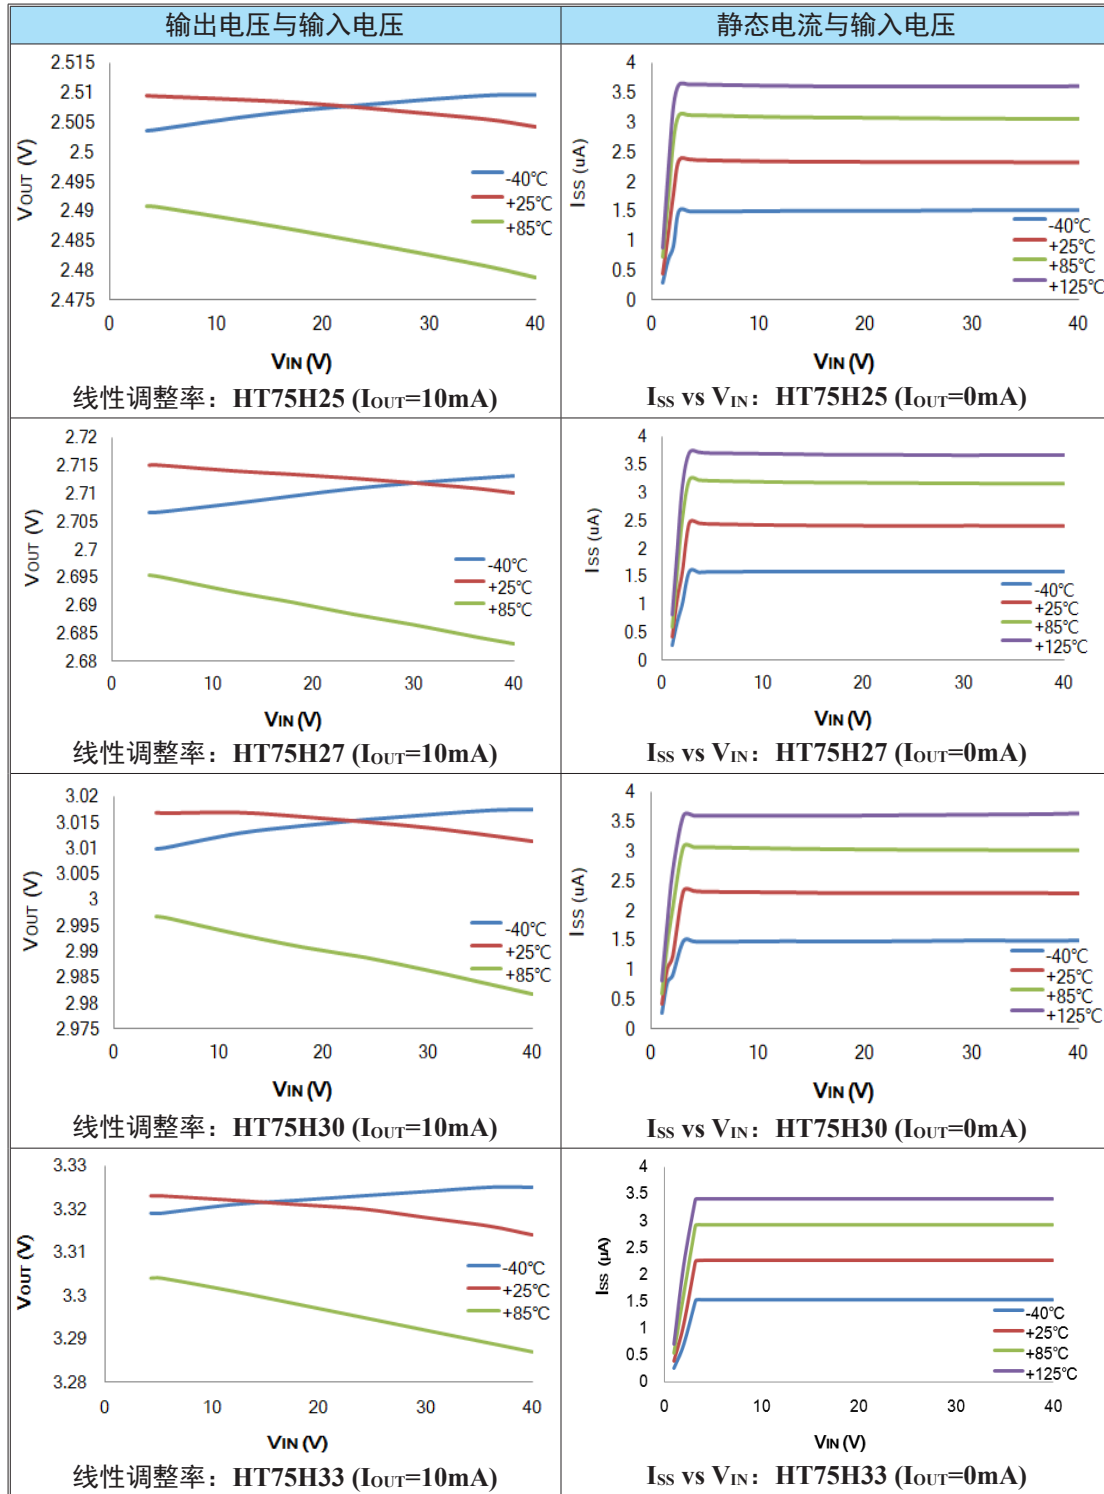 输出电压与输入电压
静态电流与输入电压
2.515
2.51
2.505
2.5
2.495
2.49
2.485
2.48
2.475
VOUT (V)
-40℃
+25℃
+85℃
0 10 20 30 40
VIN (V)
线性调整率：HT75H25 (IOUT=10mA)
4
3.5
3
2.5
2
1.5
1
0.5
0
ISS (uA)
-40℃
+25℃
+85℃
+125℃
0 10 20 30 40
VIN (V)
ISS vs VIN：HT75H25 (IOUT=0mA)
2.72
2.715
2.71
2.705
2.7
2.695
2.69
2.685
2.68
VOUT (V)
-40℃
+25℃
+85℃
0 10 20 30 40
VIN (V)
线性调整率：HT75H27 (IOUT=10mA)
4
3.5
3
2.5
2
1.5
1
0.5
0
ISS (uA)
-40℃
+25℃
+85℃
+125℃
0 10 20 30 40
VIN (V)
ISS vs VIN：HT75H27 (IOUT=0mA)
3.02
3.015
3.01
3.005
3
2.995
2.99
2.985
2.98
2.975
VOUT (V)
-40℃
+25℃
+85℃
0 10 20 30 40
VIN (V)
线性调整率：HT75H30 (IOUT=10mA)
4
3.5
3
2.5
2
1.5
1
0.5
0
ISS (uA)
-40℃
+25℃
+85℃
+125℃
0 10 20 30 40
VIN (V)
ISS vs VIN：HT75H30 (IOUT=0mA)
3.33
3.32
3.31
3.3
3.29
3.28
VOUT (V)
-40℃
+25℃
+85℃
0 10 20 30 40
VIN (V)
线性调整率：HT75H33 (IOUT=10mA)
4
3.5
3
2.5
2
1.5
1
0.5
0
ISS (μA)
-40℃
+25℃
+85℃
+125℃
0 10 20 30 40
VIN (V)
ISS vs VIN：HT75H33 (IOUT=0mA)